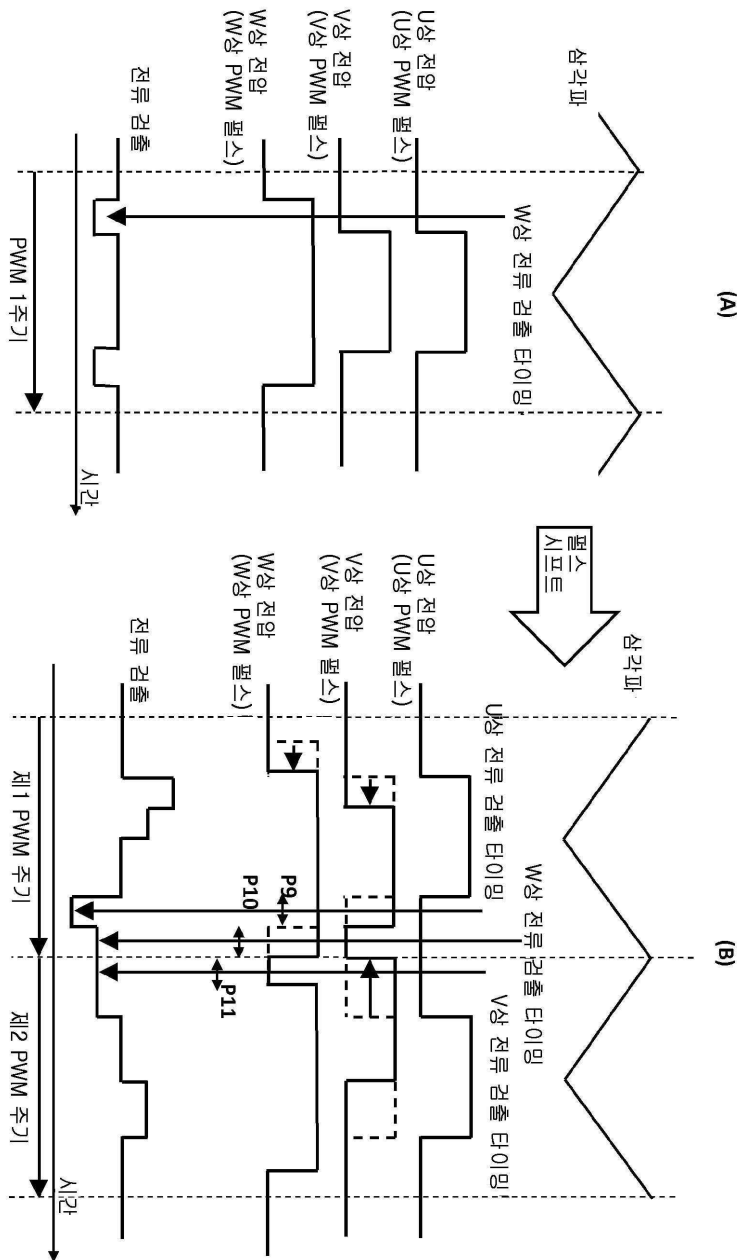 (A)
삼각파
W상 전류 검출 타이밍
U상 전압
(U상 PWM 펄스)
V상 전압
(V상 PWM 펄스)
W상 전압
(W상 PWM 펄스)
전류 검출
PWM 1주기
시간
펄스
시프트
(B)
삼각파
U상 전류 검출 타이밍
W상 전류 검출 타이밍
V상 전류 검출 타이밍
U상 전압
(U상 PWM 펄스)
V상 전압
(V상 PWM 펄스)
W상 전압
(W상 PWM 펄스)
P9
P10
P11
전류 검출
제1 PWM 주기
제2 PWM 주기
시간